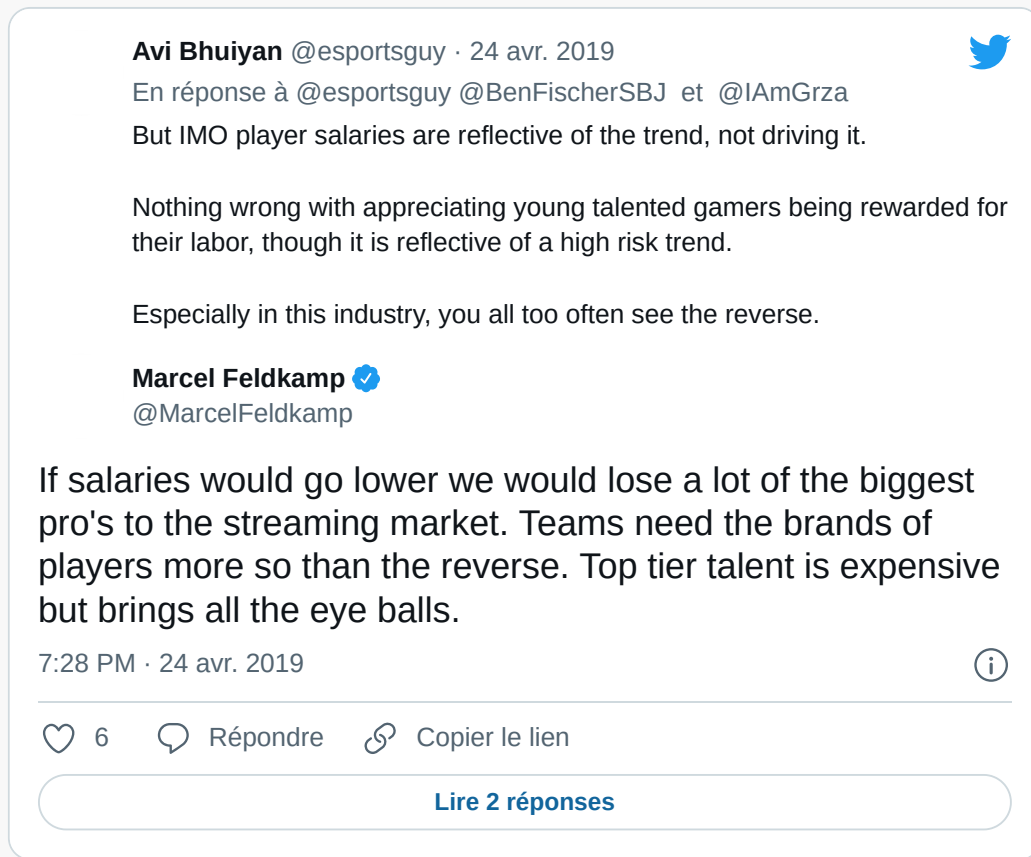 Avi Bhuiyan @esportsguy · 24 avr. 2019
En réponse à @esportsguy @BenFischerSBJ et @IAmGrza
But IMO player salaries are reflective of the trend, not driving it.
Nothing wrong with appreciating young talented gamers being rewarded for
their labor, though it is reflective of a high risk trend.
Especially in this industry, you all too often see the reverse.
Marcel Feldkamp
@MarcelFeldkamp
If salaries would go lower we would lose a lot of the biggest
pro's to the streaming market. Teams need the brands of
players more so than the reverse. Top tier talent is expensive
but brings all the eye balls.
7:28 PM · 24 avr. 2019
6 Répondre Copier le lien
Lire 2 réponses